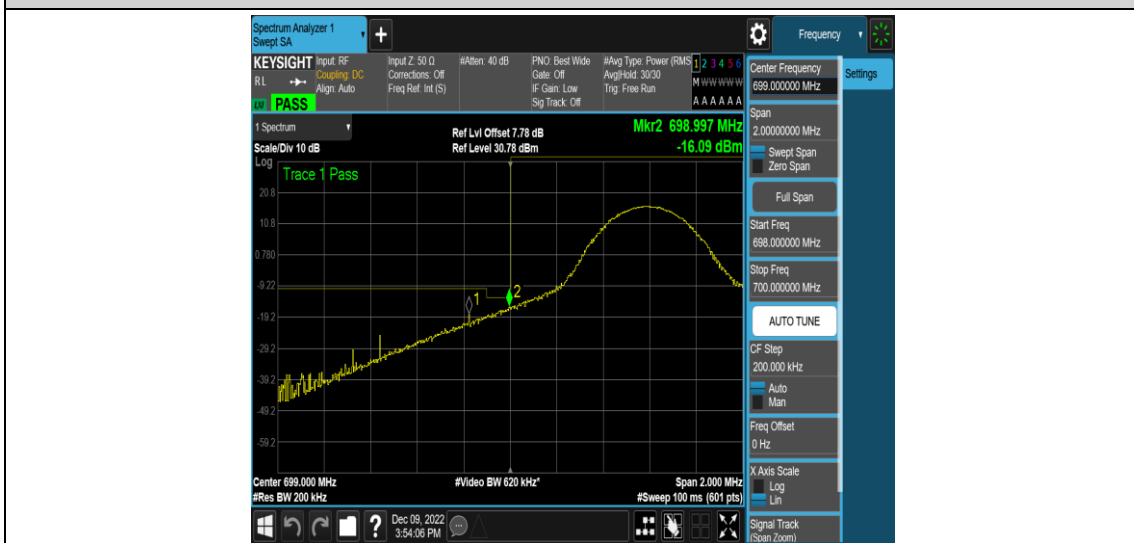 Spectrum Analyzer 1
Swept SA
+
Frequency
KEYSIGHT
RL
PASS
Input: RF
Coupling: DC
Align: Auto
Input Z: 50 Ω
Corrections: Off
Freq Ref: Int (S)
#Atten: 40 dB
PNO: Best Wide
Gate: Off
IF Gain: Low
Sig Track: Off
#Avg Type: Power (RMS
Avg|Hold: 30/30
Trig: Free Run
1 2 3 4 5 6
M W W W W W
A A A A A A
1 Spectrum
Scale/Div 10 dB
Ref Lvl Offset 7.78 dB
Ref Level 30.78 dBm
Mkr2 698.997 MHz
-16.09 dBm
Log
Trace 1 Pass
20.8
10.8
0.780
-9.22
-19.2
-29.2
-39.2
-49.2
-59.2
1
2
Center 699.000 MHz
#Res BW 200 kHz
#Video BW 620 kHz*
Span 2.000 MHz
#Sweep 100 ms (601 pts)
?
Dec 09, 2022
3:54:06 PM
Center Frequency
699.000000 MHz
Settings
Span
2.00000000 MHz
Swept Span
Zero Span
Full Span
Start Freq
698.000000 MHz
Stop Freq
700.000000 MHz
AUTO TUNE
CF Step
200.000 kHz
Auto
Man
Freq Offset
0 Hz
X Axis Scale
Log
Lin
Signal Track
(Span Zoom)